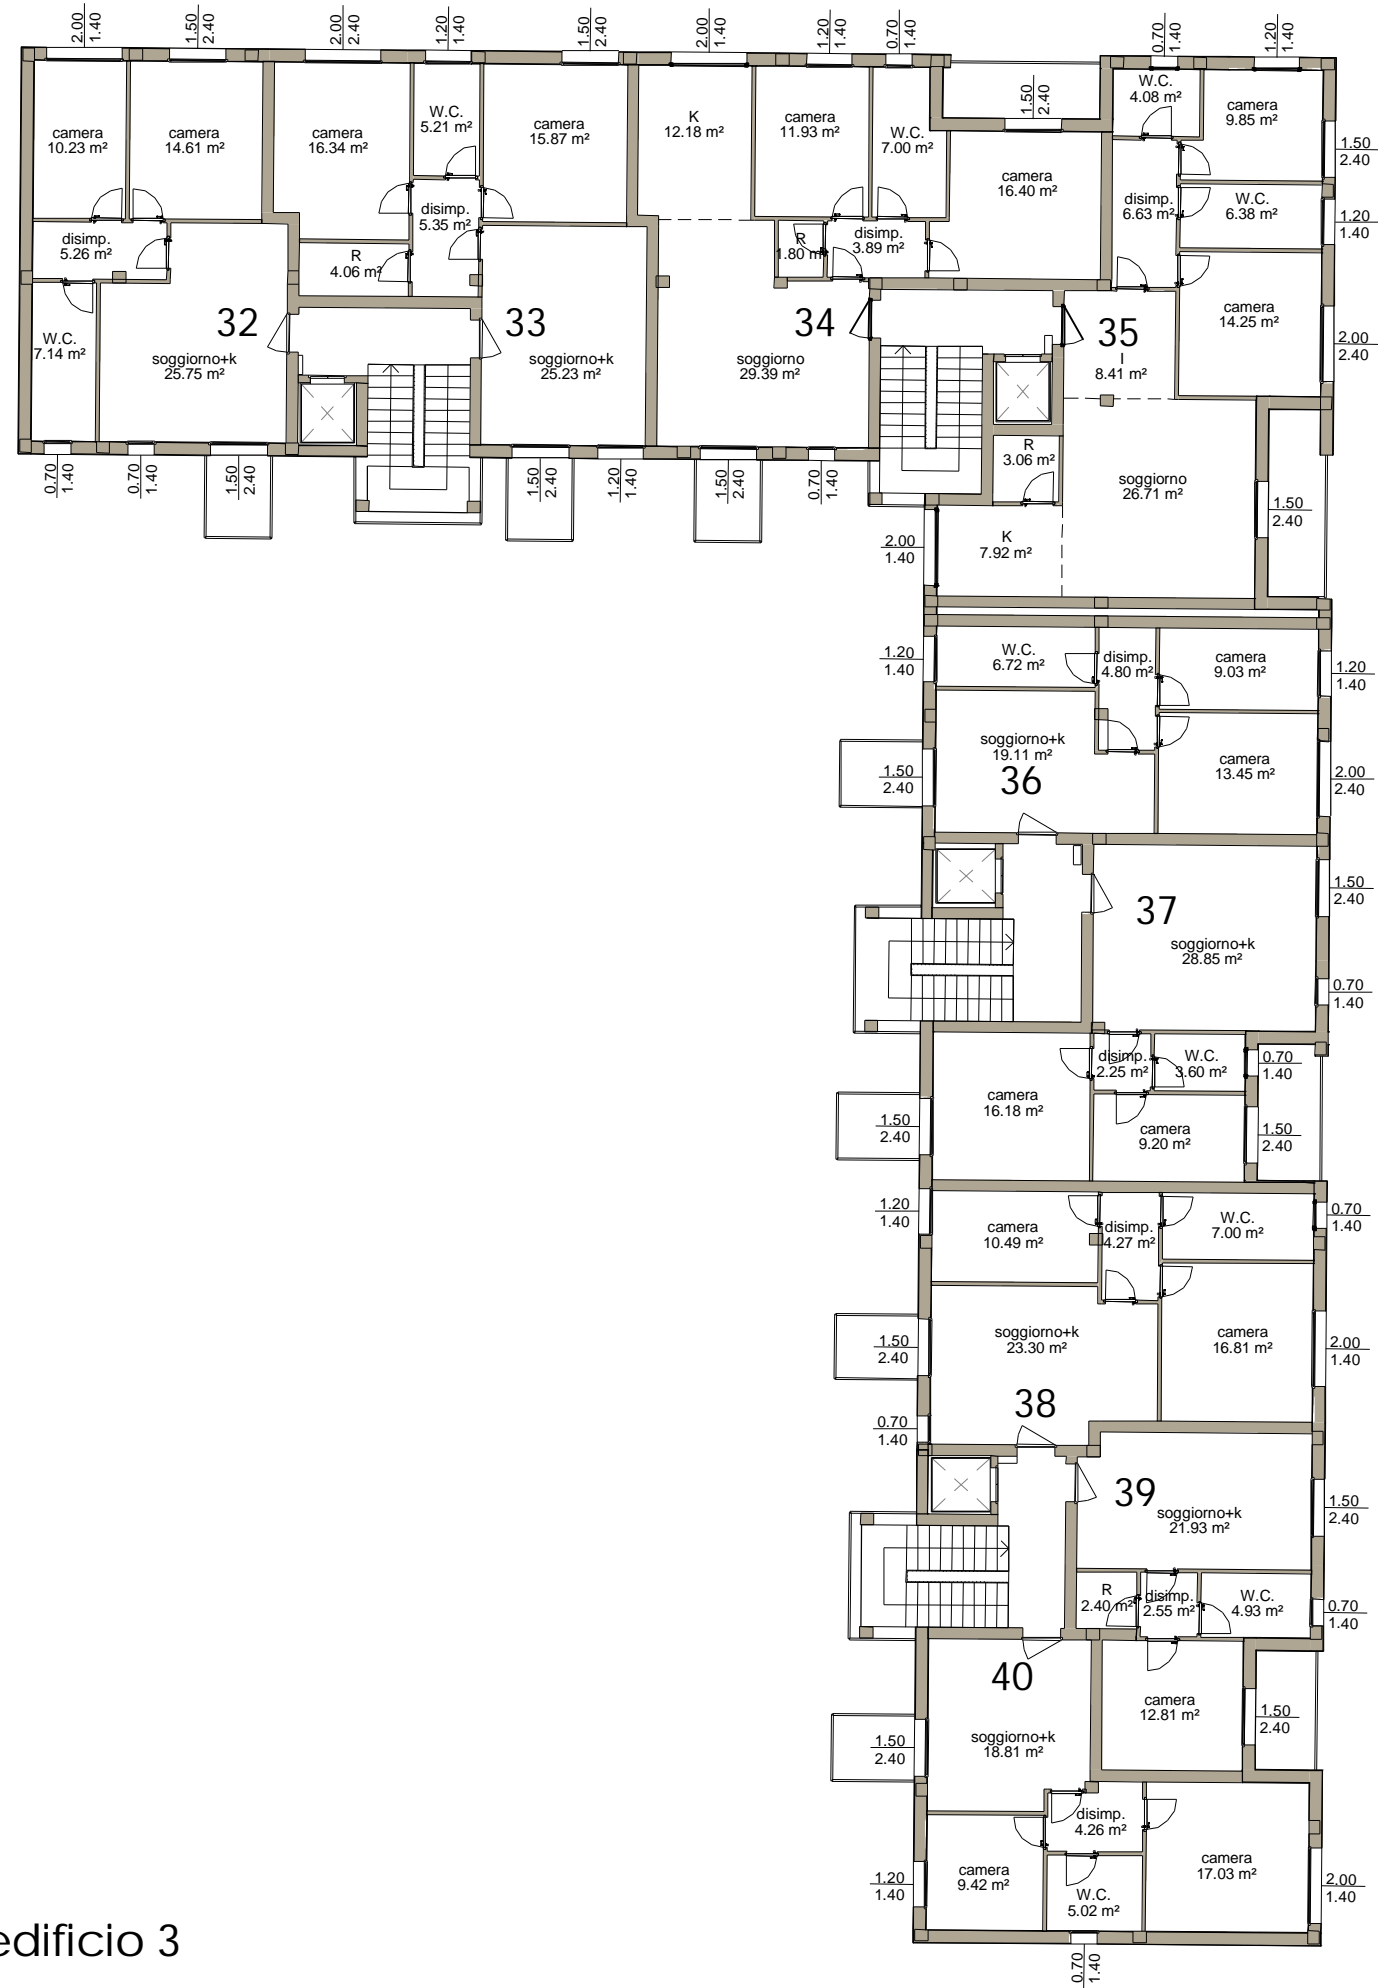 2.00
1.40
1.50
2.40
2.00
2.40
1.20
1.40
1.50
2.40
2.00
1.40
1.20
1.40
0.70
1.40
0.70
1.40
1.20
1.40
camera
10.23 m²
camera
14.61 m²
camera
16.34 m²
W.C.
5.21 m²
camera
15.87 m²
K
12.18 m²
camera
11.93 m²
W.C.
7.00 m²
1.50
2.40
camera
16.40 m²
W.C.
4.08 m²
camera
9.85 m²
1.50
2.40
disimp.
6.63 m²
W.C.
6.38 m²
1.20
1.40
disimp.
5.26 m²
R
4.06 m²
disimp.
5.35 m²
R
1.80 m²
disimp.
3.89 m²
camera
14.25 m²
2.00
2.40
W.C.
7.14 m²
32
soggiorno+k
25.75 m²
33
soggiorno+k
25.23 m²
34
soggiorno
29.39 m²
35
I
8.41 m²
R
3.06 m²
soggiorno
26.71 m²
1.50
2.40
K
7.92 m²
2.00
1.40
0.70
1.40
0.70
1.40
1.50
2.40
1.50
2.40
1.20
1.40
1.50
2.40
0.70
1.40
1.20
1.40
W.C.
6.72 m²
disimp.
4.80 m²
camera
9.03 m²
1.20
1.40
1.50
2.40
soggiorno+k
19.11 m²
36
camera
13.45 m²
2.00
2.40
37
soggiorno+k
28.85 m²
1.50
2.40
0.70
1.40
1.50
2.40
camera
16.18 m²
disimp.
2.25 m²
W.C.
3.60 m²
0.70
1.40
camera
9.20 m²
1.50
2.40
1.20
1.40
camera
10.49 m²
disimp.
4.27 m²
W.C.
7.00 m²
0.70
1.40
1.50
2.40
soggiorno+k
23.30 m²
camera
16.81 m²
2.00
1.40
0.70
1.40
38
39
soggiorno+k
21.93 m²
1.50
2.40
R
2.40 m²
disimp.
2.55 m²
W.C.
4.93 m²
0.70
1.40
40
soggiorno+k
18.81 m²
1.50
2.40
camera
12.81 m²
1.50
2.40
disimp.
4.26 m²
camera
17.03 m²
2.00
1.40
1.20
1.40
camera
9.42 m²
W.C.
5.02 m²
0.70
1.40
edificio 3